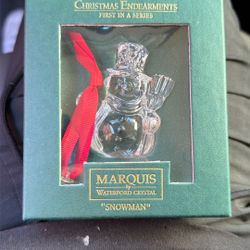 CHRISTMAS ENDEARMENTS
FIRST IN A SERIES
MARQUIS
by
WATERFORD CRYSTAL
"SNOWMAN"